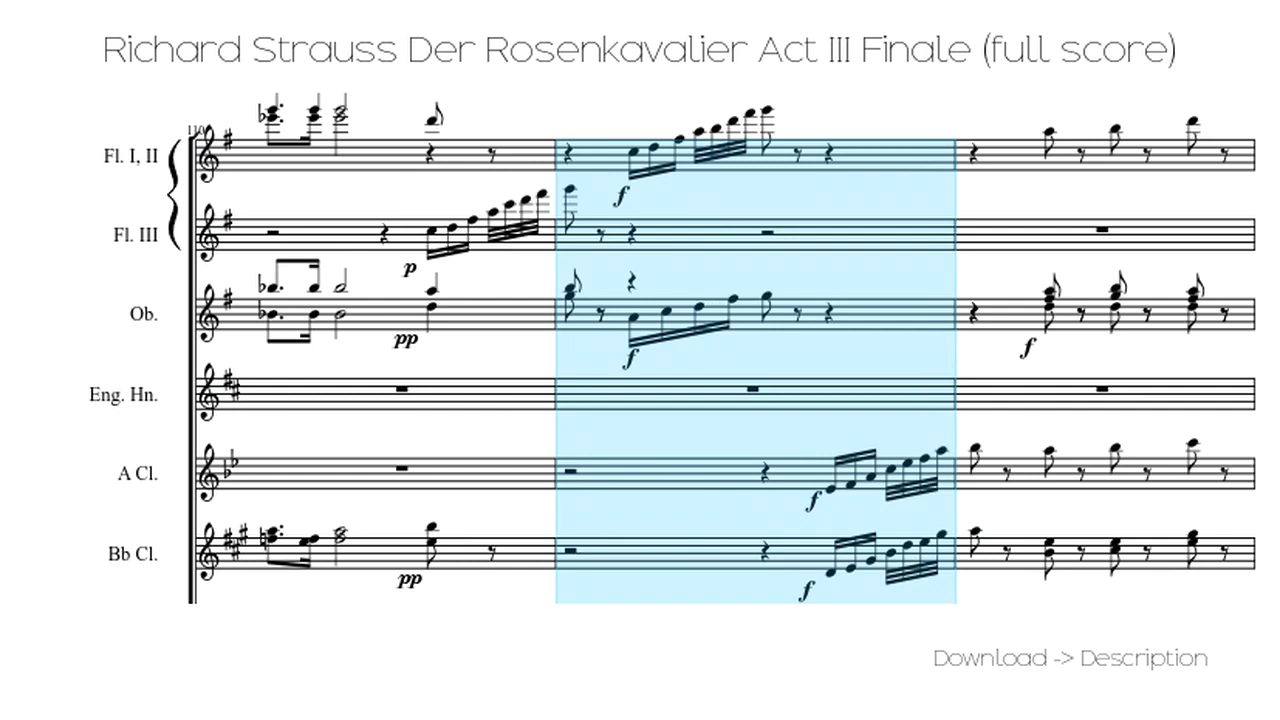 Richard Strauss Der Rosenkavalier Act III Finale (full score)
110
Fl. I, II
f
Fl. III
p
Ob.
pp
f
f
Eng. Hn.
A Cl.
f
Bb Cl.
pp
f
Download -> Description